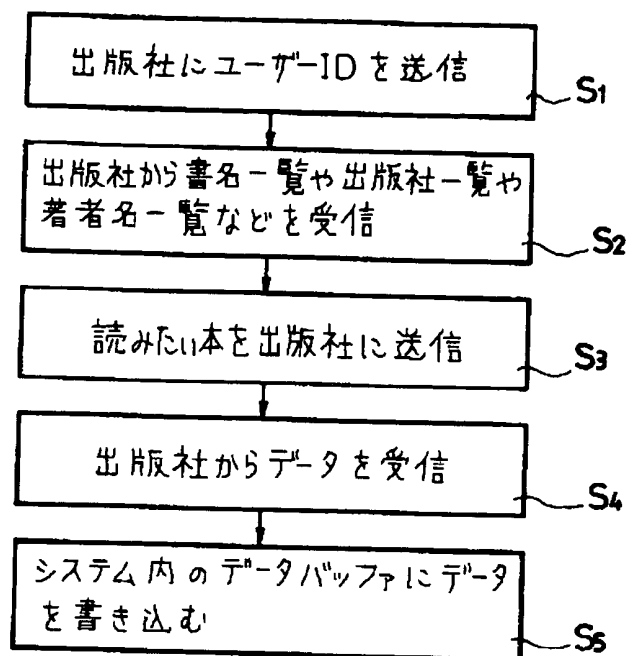 出版社にユーザーIDを送信
S1
出版社から書名一覧や出版社一覧や
著者名一覧などを受信
S2
読みたい本を出版社に送信
S3
出版社からデータを受信
S4
システム内のデータバッファにデータ
を書き込む
S5